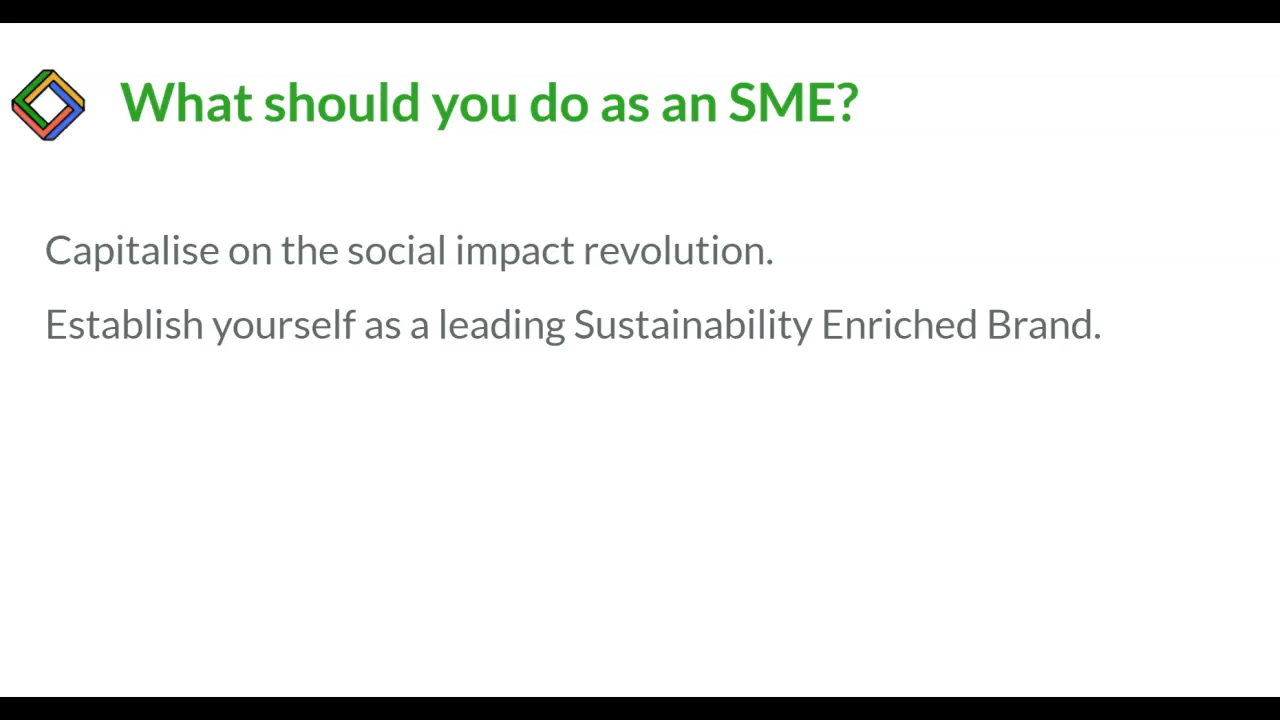 What should you do as an SME?
Capitalise on the social impact revolution.
Establish yourself as a leading Sustainability Enriched Brand.